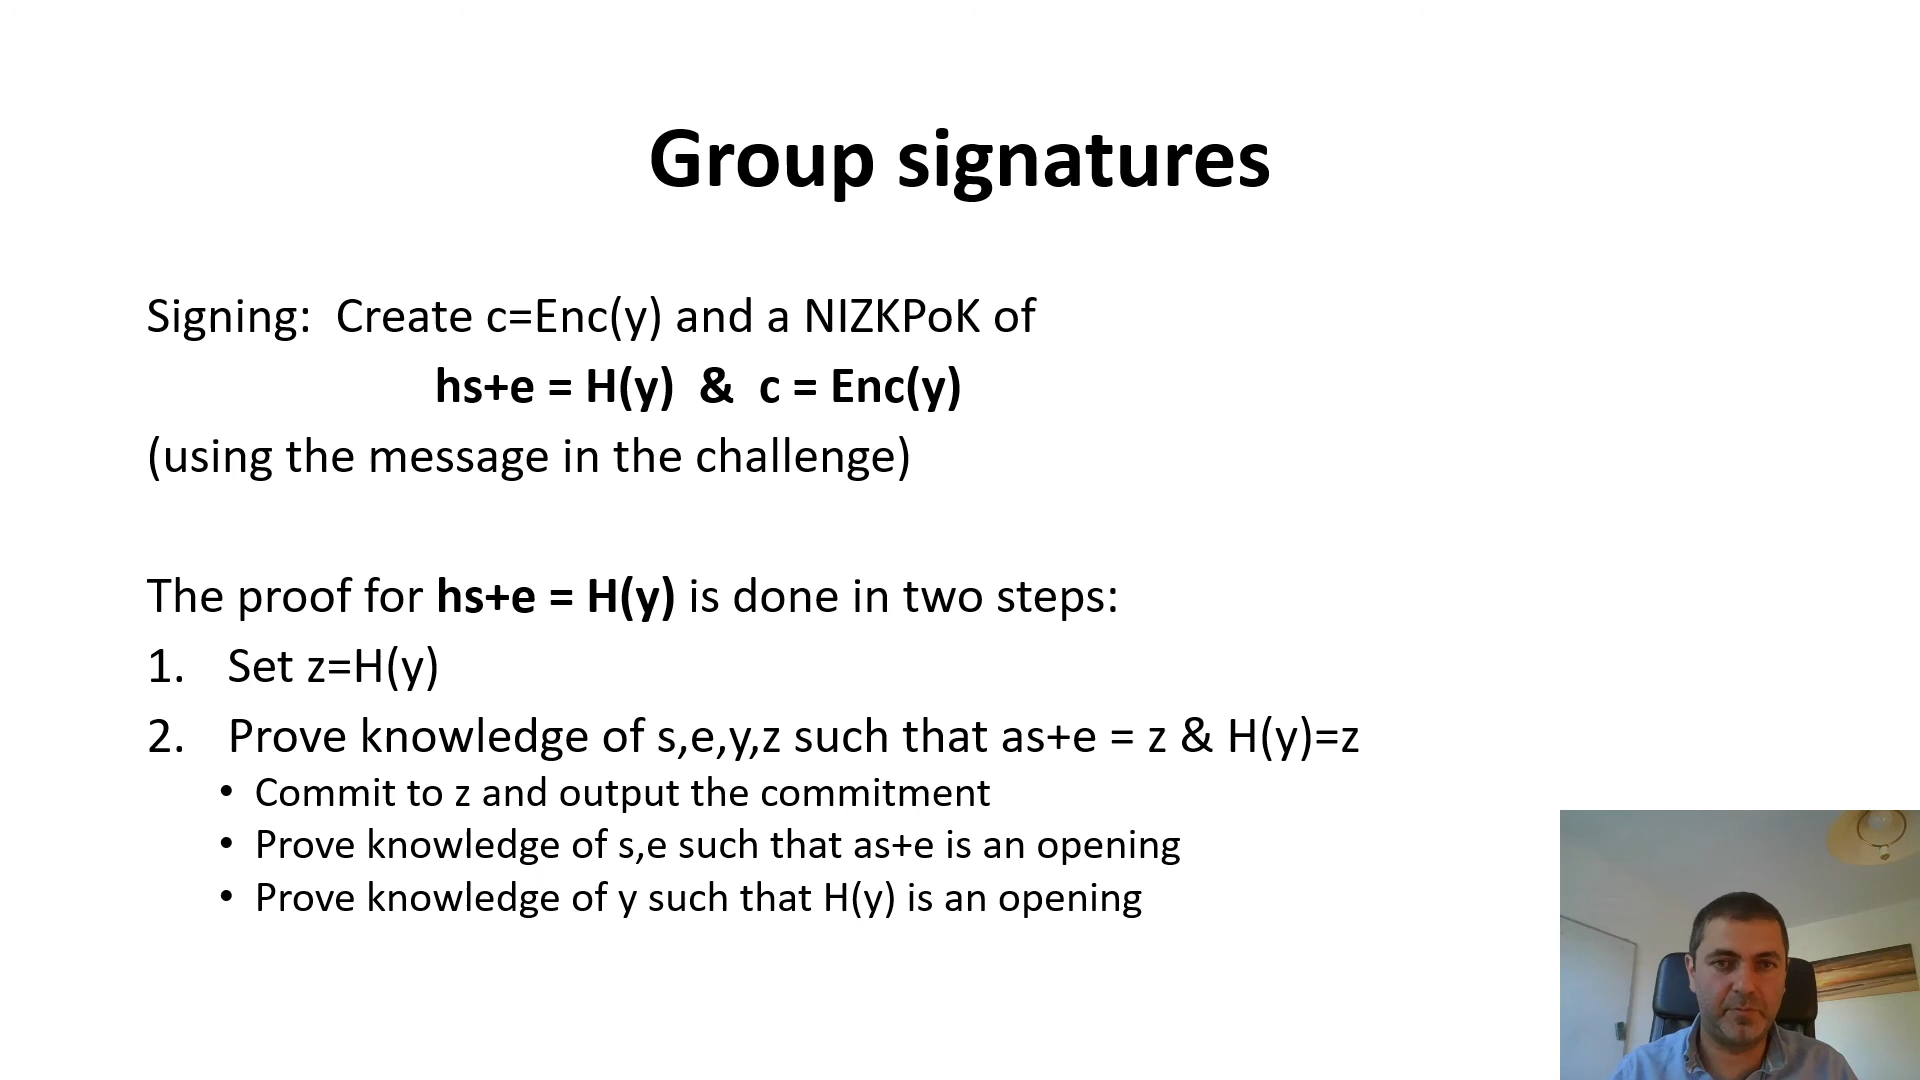 Group signatures
Signing: Create c=Enc(y) and a NIZKPoK of
hs+e = H(y) & c = Enc(y)
(using the message in the challenge)
The proof for hs+e = H(y) is done in two steps:
1. Set z=H(y)
2. Prove knowledge of s,e,y,z such that as+e = z & H(y)=z
• Commit to z and output the commitment
• Prove knowledge of s,e such that as+e is an opening
• Prove knowledge of y such that H(y) is an opening